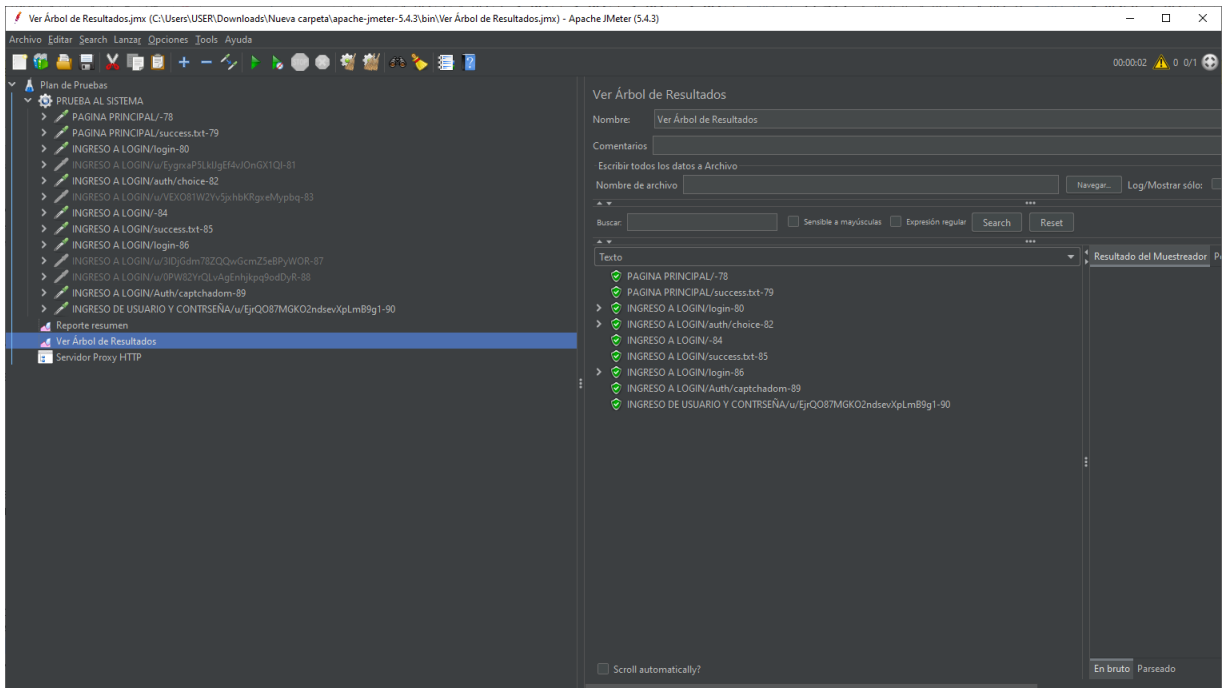 Ver Árbol de Resultados.jmx (C:\Users\USER\Downloads\Nueva carpeta\apache-jmeter-5.4.3\bin\Ver Árbol de Resultados.jmx) - Apache JMeter (5.4.3)
Archivo Editar Search Lanzar Opciones Tools Ayuda
00:00:02 0 0/1
Plan de Pruebas
PRUEBA AL SISTEMA
PAGINA PRINCIPAL/-78
PAGINA PRINCIPAL/success.txt-79
INGRESO A LOGIN/login-80
INGRESO A LOGIN/auth/choice-82
INGRESO A LOGIN/u/VEXO81W2Yv5jxhbKRgxeMypbq-83
INGRESO A LOGIN/-84
INGRESO A LOGIN/success.txt-85
INGRESO A LOGIN/login-86
INGRESO A LOGIN/u/3lDjGdm78ZQQwGcmZ5eBPyWOR-87
INGRESO A LOGIN/u/0PW82YrQLvAgEnhjkpq9odDyR-88
INGRESO A LOGIN/Auth/captchadom-89
INGRESO DE USUARIO Y CONTRSEÑA/u/EjrQO87MGKO2ndsevXpLmB9g1-90
Reporte resumen
Ver Árbol de Resultados
Servidor Proxy HTTP
Ver Árbol de Resultados
Nombre: Ver Árbol de Resultados
Comentarios
Escribir todos los datos a Archivo
Nombre de archivo Navegar... Log/Mostrar sólo:
Buscar: Sensible a mayúsculas Expresión regular Search Reset
Texto
PAGINA PRINCIPAL/-78
PAGINA PRINCIPAL/success.txt-79
INGRESO A LOGIN/login-80
INGRESO A LOGIN/auth/choice-82
INGRESO A LOGIN/-84
INGRESO A LOGIN/success.txt-85
INGRESO A LOGIN/login-86
INGRESO A LOGIN/Auth/captchadom-89
INGRESO DE USUARIO Y CONTRSEÑA/u/EjrQO87MGKO2ndsevXpLmB9g1-90
Scroll automatically?
Resultado del Muestreador
En bruto Parseado